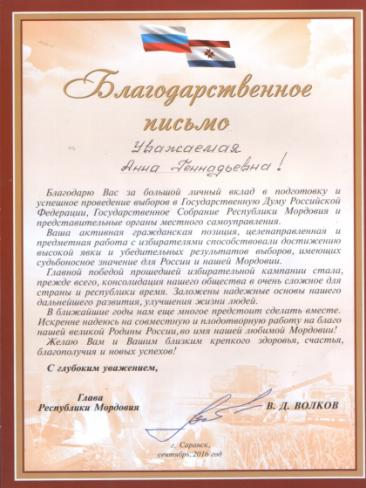 Благодарственное
письмо
Уважаемая
Анна Геннадьевна!
Благодарю Вас за большой личный вклад в подготовку и
успешное проведение выборов в Государственную Думу Российской
Федерации, Государственное Собрание Республики Мордовия и
представительные органы местного самоуправления.
Ваша активная гражданская позиция, целенаправленная и
предметная работа с избирателями способствовали достижению
высокой явки и убедительных результатов выборов, имеющих
судьбоносное значение для России и нашей Мордовии.
Главной победой прошедшей избирательной кампании стала,
прежде всего, консолидация нашего общества в очень сложное для
страны и республики время. Заложены надежные основы нашего
дальнейшего развития, улучшения жизни людей.
В ближайшие годы нам еще многое предстоит сделать вместе.
Искренне надеюсь на совместную и плодотворную работу на благо
нашей великой Родины России, во имя нашей любимой Мордовии!
Желаю Вам и Вашим близким крепкого здоровья, счастья,
благополучия и новых успехов!
С глубоким уважением,
Глава
Республики Мордовия
В. Д. ВОЛКОВ
г. Саранск,
сентябрь, 2016 год